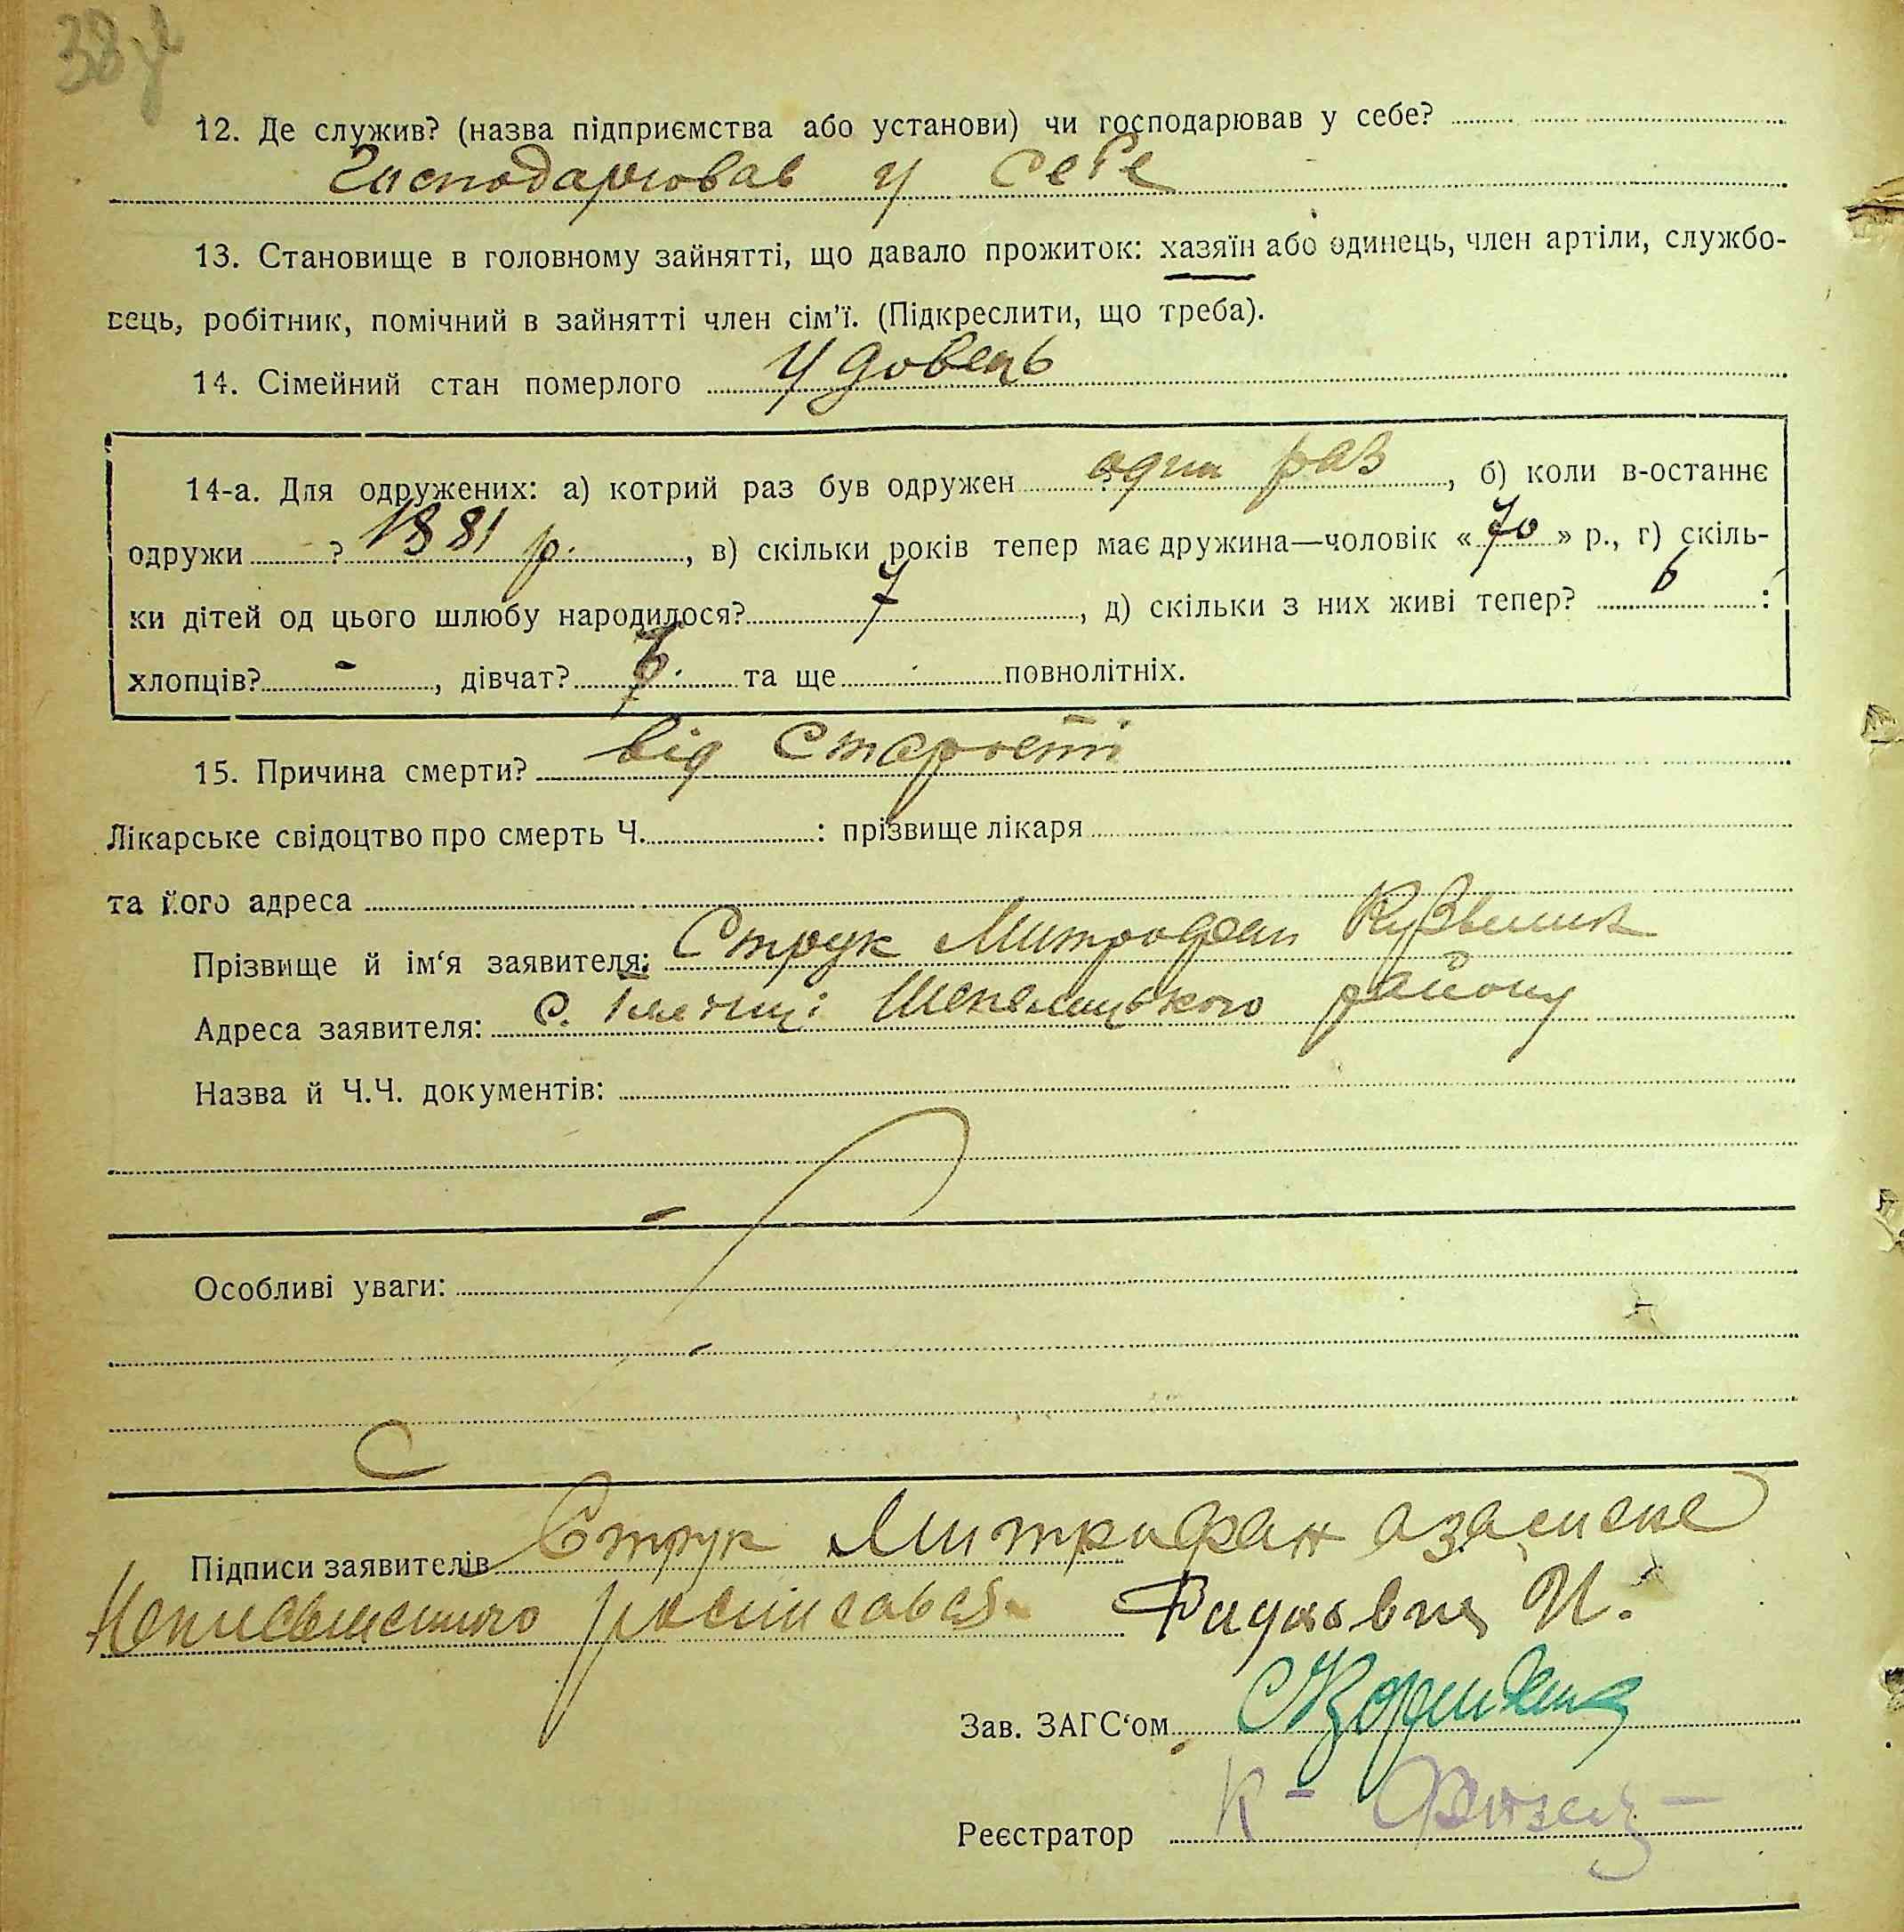 12. Де служив? (назва підприємства або установи) чи господарював у себе?
Господарював у себе
13. Становище в головному зайнятті, що давало прожиток: хазяїн або одинець, член артіли, службо-
вець, робітник, помічний в зайнятті член сім'ї. (Підкреслити, що треба).
14. Сімейний стан померлого Удовець
14-а. Для одружених: а) котрий раз був одружен один раз, б) коли в-останнє
одружи ? 1881 р., в) скільки років тепер має дружина—чоловік «70» р., г) скіль-
ки дітей од цього шлюбу народилося? 7, д) скільки з них живі тепер? 6 :
хлопців? -, дівчат? та ще повнолітніх.
15. Причина смерти? від старости
Лікарське свідоцтво про смерть Ч. : прізвище лікаря
та його адреса
Прізвище й ім'я заявителя: Струк Митрофан
Адреса заявителя: с. району
Назва й Ч.Ч. документів:
Особливі уваги:
Підписи заявителів Струк Митрофан
Зав. ЗАГС'ом
Реєстратор